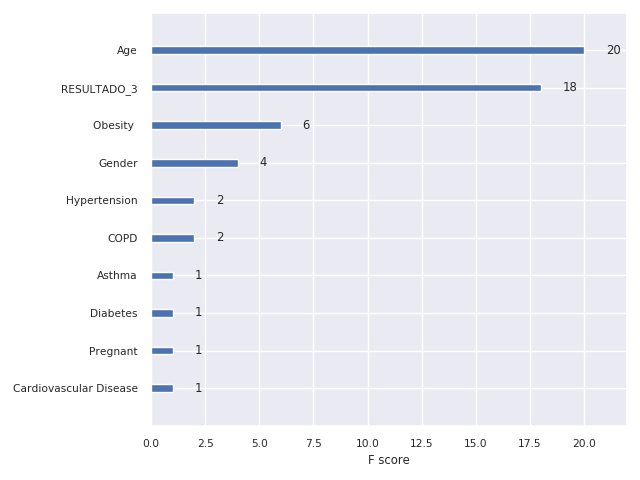 Age 20
RESULTADO_3 18
Obesity 6
Gender 4
Hypertension 2
COPD 2
Asthma 1
Diabetes 1
Pregnant 1
Cardiovascular Disease 1
0.0 2.5 5.0 7.5 10.0 12.5 15.0 17.5 20.0
F score